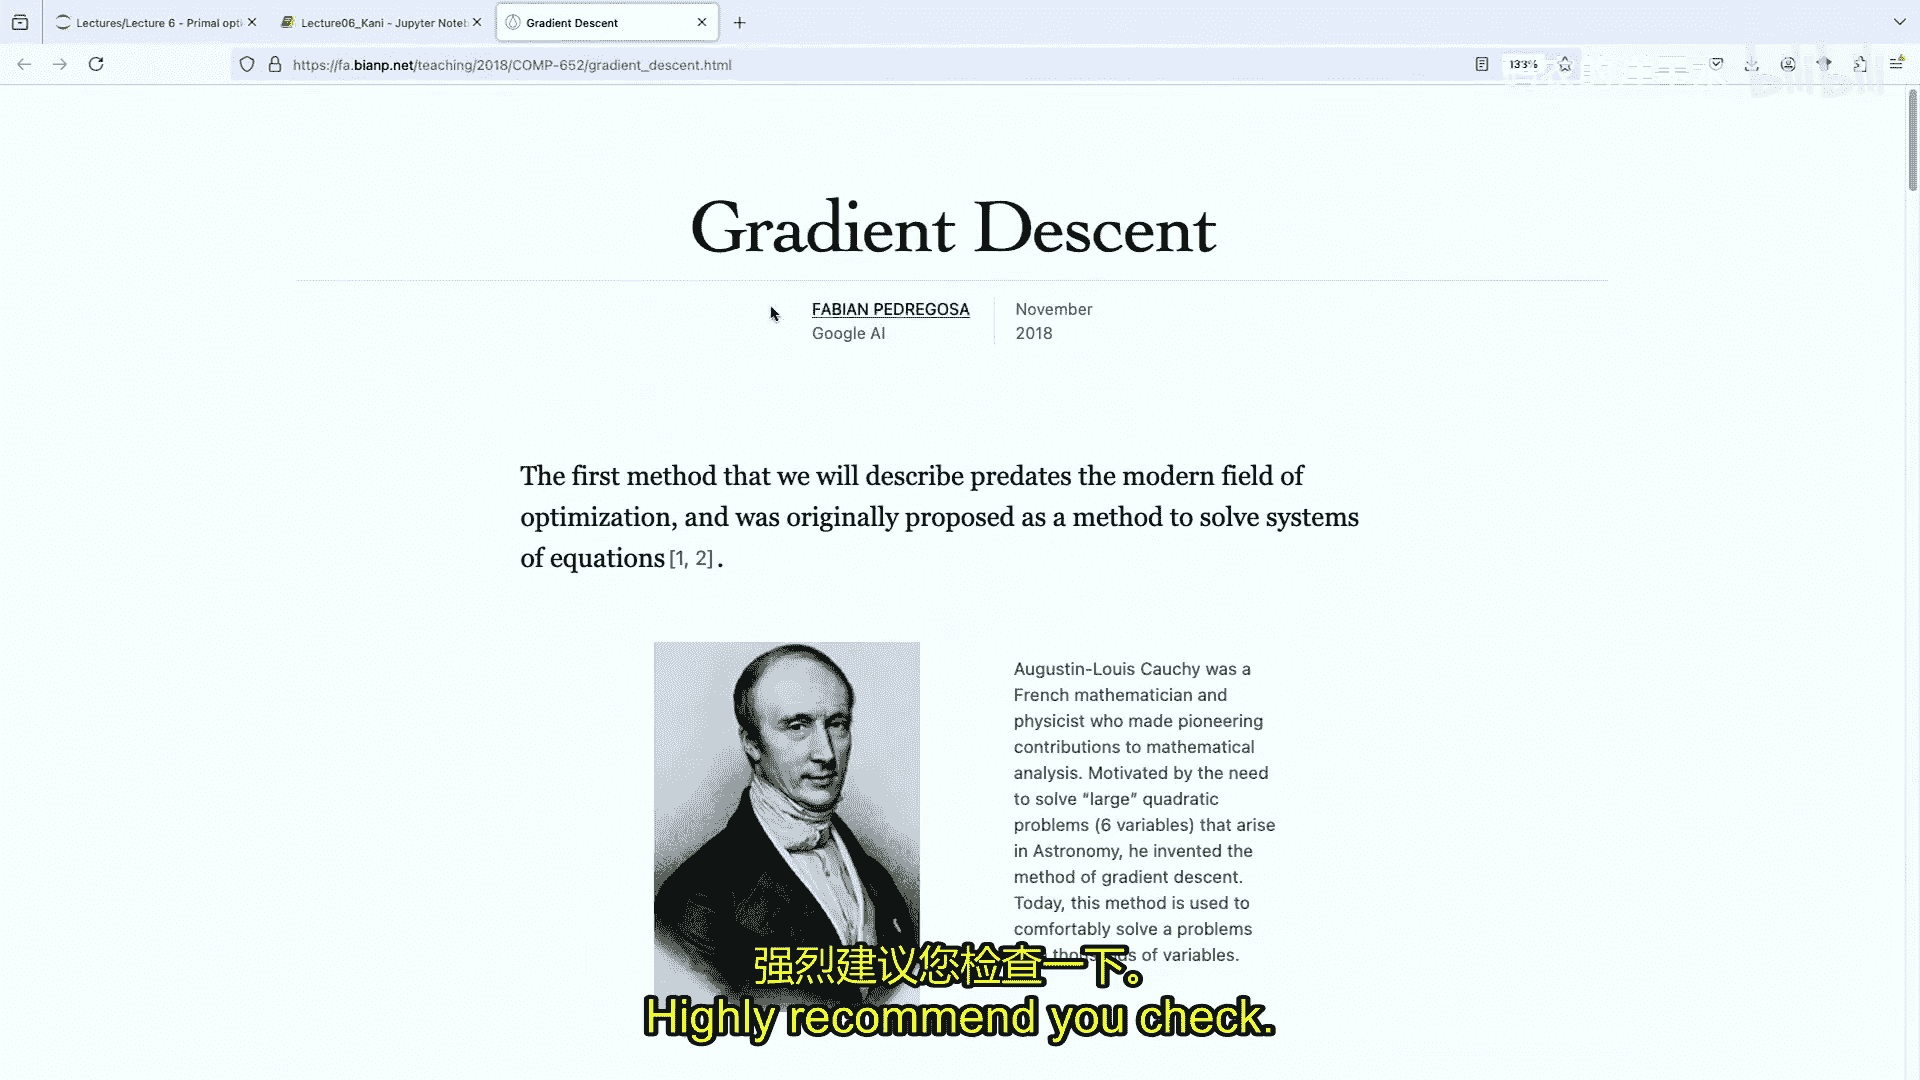 Lectures/Lecture 6 - Primal opti
Lecture06_Kani - Jupyter Noteb
Gradient Descent
https://fa.bianp.net/teaching/2018/COMP-652/gradient_descent.html
133%
bilibili
Gradient Descent
FABIAN PEDREGOSA
Google AI
November
2018
The first method that we will describe predates the modern field of
optimization, and was originally proposed as a method to solve systems
of equations [1, 2] .
Augustin-Louis Cauchy was a
French mathematician and
physicist who made pioneering
contributions to mathematical
analysis. Motivated by the need
to solve “large” quadratic
problems (6 variables) that arise
in Astronomy, he invented the
method of gradient descent.
Today, this method is used to
comfortably solve a problems
of variables.
强烈建议您检查一下。
Highly recommend you check.